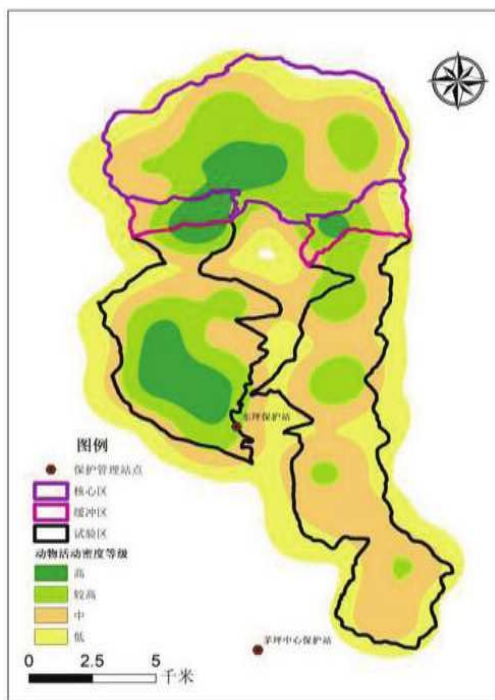 东坪保护站
图例
保护管理站点
核心区
缓冲区
试验区
动物活动密度等级
高
较高
中
低
茅坪中心保护站
0 2.5 5
千米